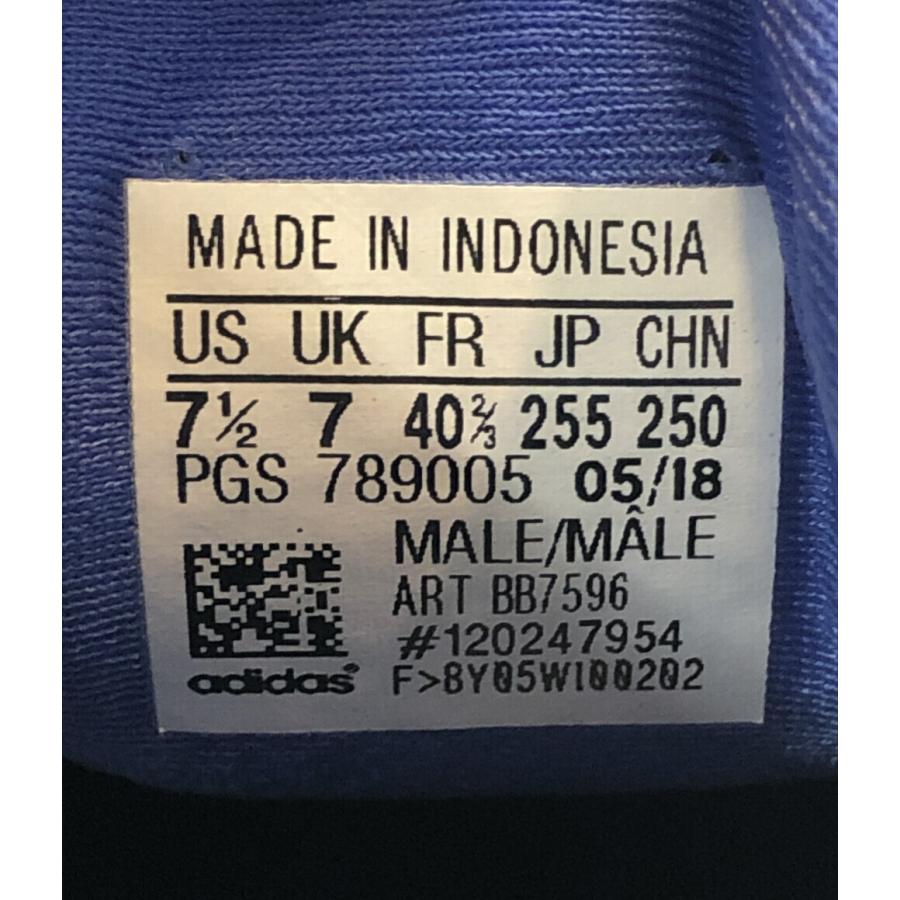 MADE IN INDONESIA
US UK FR JP CHN
7½ 7 40⅔ 255 250
PGS 789005 05/18
MALE/MÂLE
ART BB7596
#120247954
adidas® F>8Y05WI00202